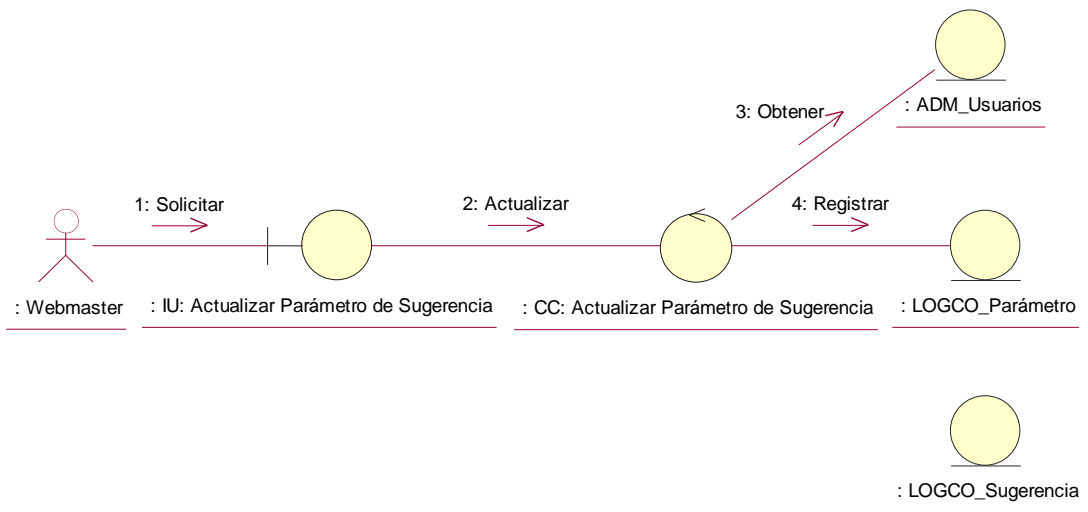 : ADM_Usuarios
3: Obtener
1: Solicitar
2: Actualizar
4: Registrar
: Webmaster
: IU: Actualizar Parámetro de Sugerencia
: CC: Actualizar Parámetro de Sugerencia
: LOGCO_Parámetro
: LOGCO_Sugerencia